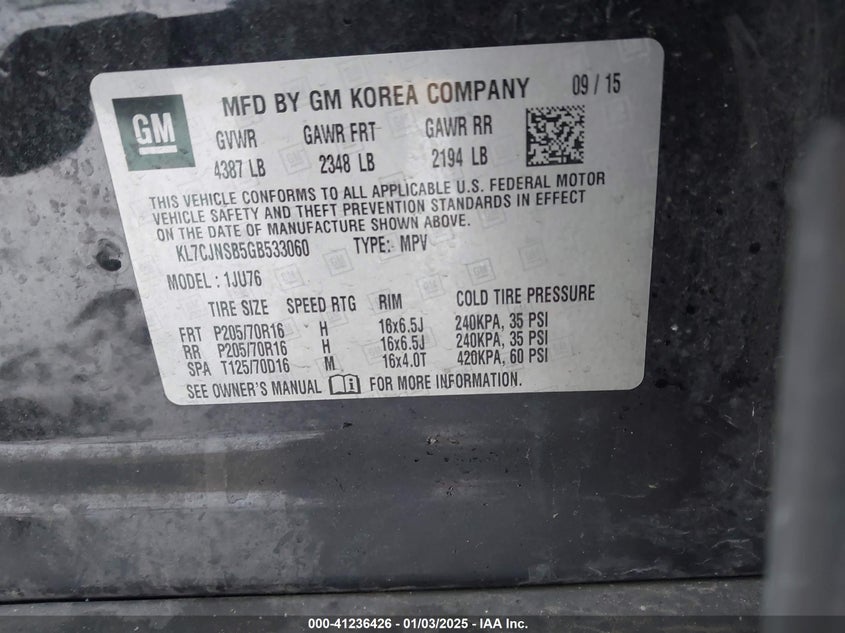 MFD BY GM KOREA COMPANY 09 / 15
GM
GVWR GAWR FRT GAWR RR
4387 LB 2348 LB 2194 LB
THIS VEHICLE CONFORMS TO ALL APPLICABLE U.S. FEDERAL MOTOR
VEHICLE SAFETY AND THEFT PREVENTION STANDARDS IN EFFECT
ON THE DATE OF MANUFACTURE SHOWN ABOVE.
KL7CJNSB5GB533060 TYPE: MPV
MODEL : 1JU76
TIRE SIZE SPEED RTG RIM COLD TIRE PRESSURE
FRT P205/70R16 H 16x6.5J 240KPA, 35 PSI
RR P205/70R16 H 16x6.5J 240KPA, 35 PSI
SPA T125/70D16 M 16x4.0T 420KPA, 60 PSI
SEE OWNER'S MANUAL i FOR MORE INFORMATION.
000-41236426 - 01/03/2025 - IAA Inc.